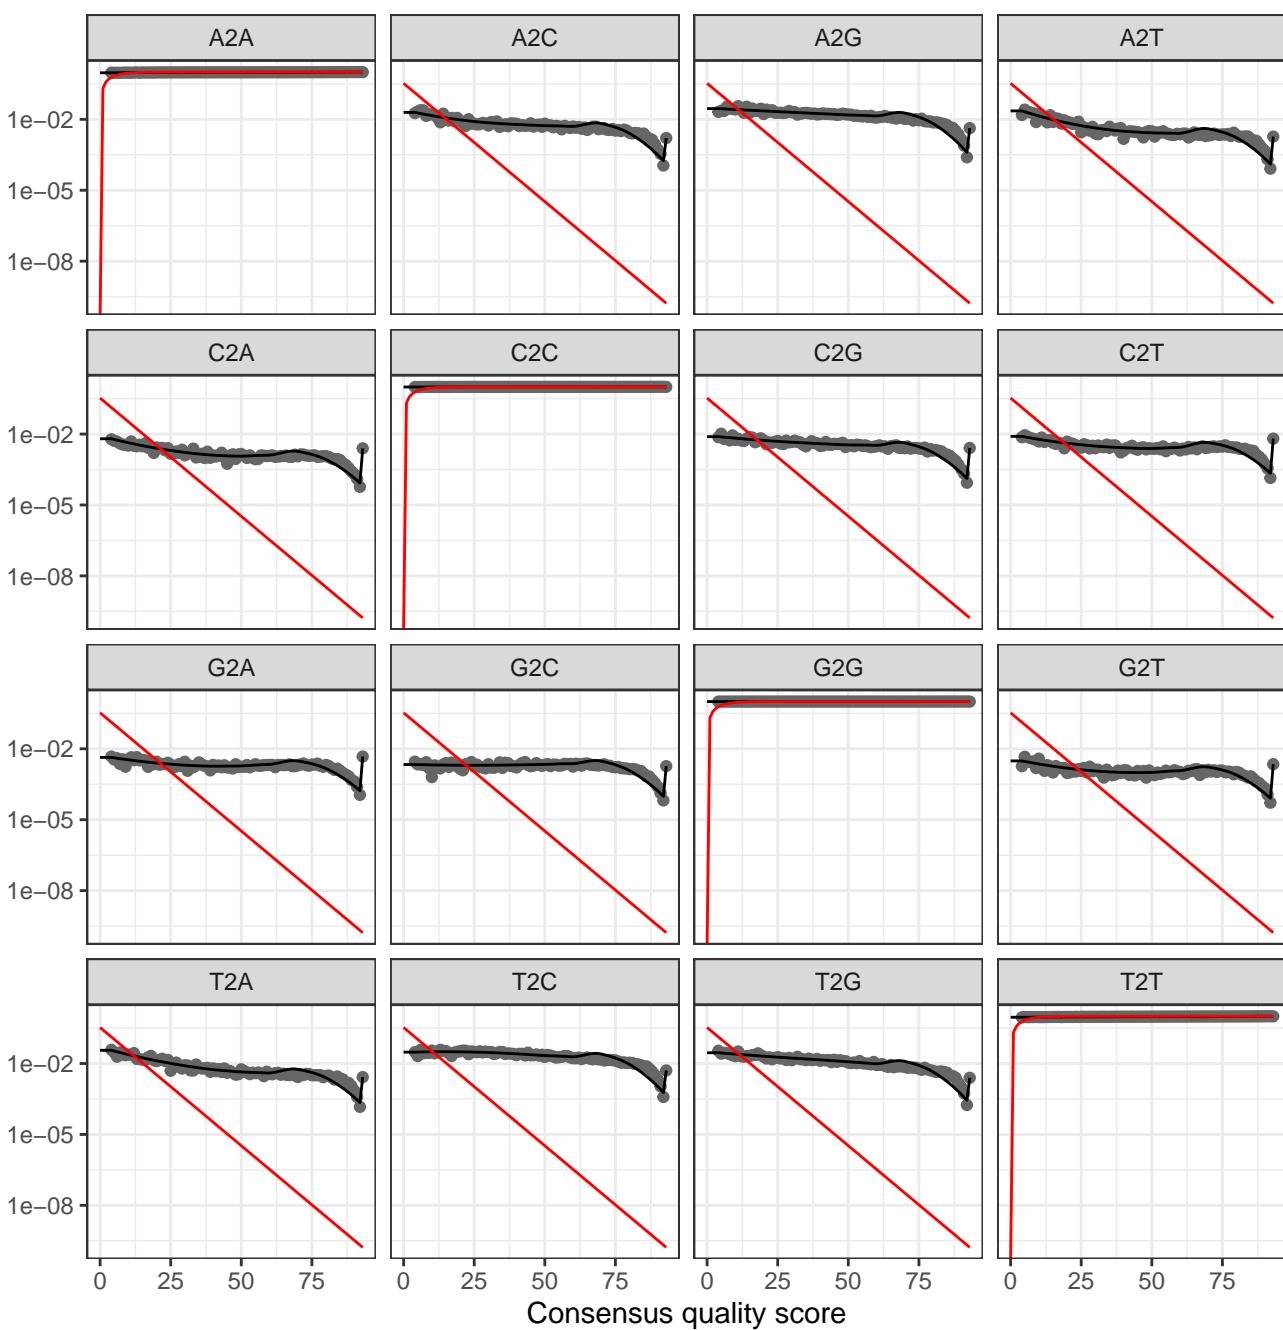 A2A A2C A2G A2T
1e−02
1e−05
1e−08
C2A C2C C2G C2T
1e−02
1e−05
1e−08
G2A G2C G2G G2T
1e−02
1e−05
1e−08
T2A T2C T2G T2T
1e−02
1e−05
1e−08
0 25 50 75 0 25 50 75 0 25 50 75 0 25 50 75
Consensus quality score